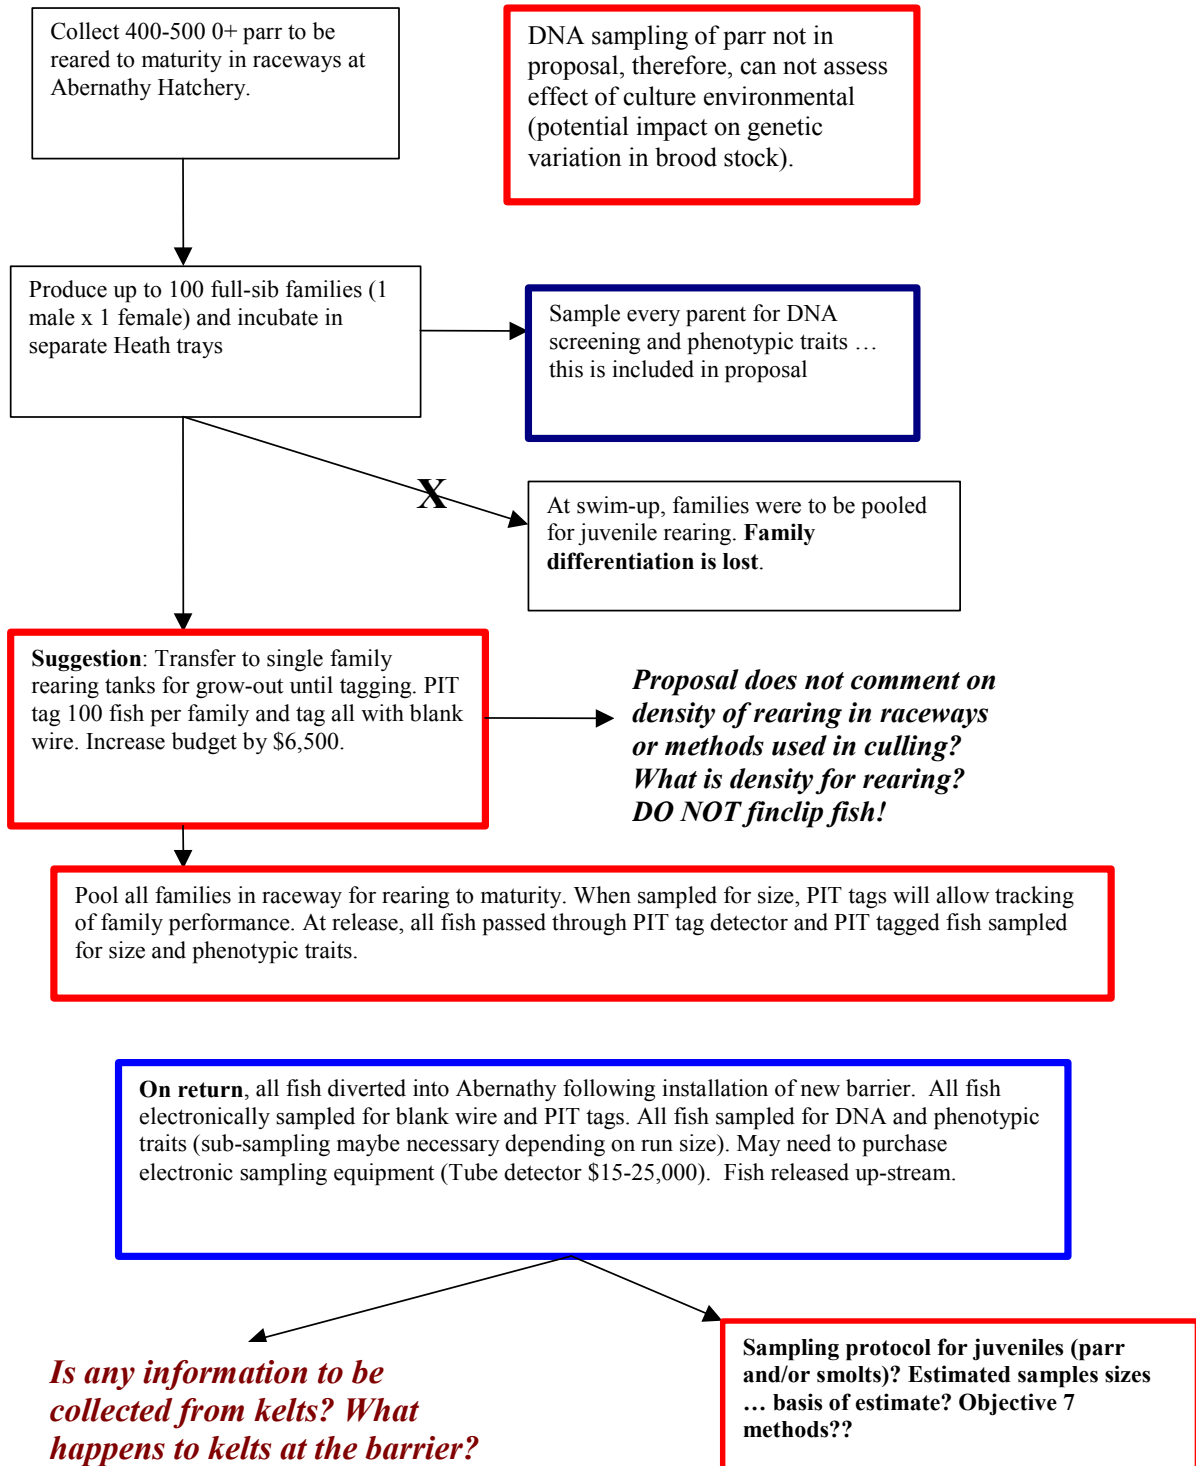 Collect 400-500 0+ parr to be
reared to maturity in raceways at
Abernathy Hatchery.
DNA sampling of parr not in
proposal, therefore, can not assess
effect of culture environmental
(potential impact on genetic
variation in brood stock).
Produce up to 100 full-sib families (1
male x 1 female) and incubate in
separate Heath trays
Sample every parent for DNA
screening and phenotypic traits …
this is included in proposal
X
At swim-up, families were to be pooled
for juvenile rearing. Family
differentiation is lost.
Suggestion: Transfer to single family
rearing tanks for grow-out until tagging. PIT
tag 100 fish per family and tag all with blank
wire. Increase budget by $6,500.
Proposal does not comment on
density of rearing in raceways
or methods used in culling?
What is density for rearing?
DO NOT finclip fish!
Pool all families in raceway for rearing to maturity. When sampled for size, PIT tags will allow tracking
of family performance. At release, all fish passed through PIT tag detector and PIT tagged fish sampled
for size and phenotypic traits.
On return, all fish diverted into Abernathy following installation of new barrier.  All fish
electronically sampled for blank wire and PIT tags. All fish sampled for DNA and phenotypic
traits (sub-sampling maybe necessary depending on run size). May need to purchase
electronic sampling equipment (Tube detector $15-25,000).  Fish released up-stream.
Is any information to be
collected from kelts? What
happens to kelts at the barrier?
Sampling protocol for juveniles (parr
and/or smolts)? Estimated samples sizes
… basis of estimate? Objective 7
methods??